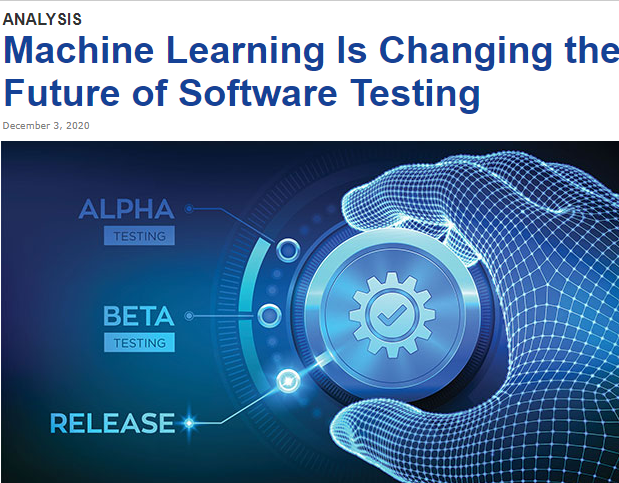 ANALYSIS
Machine Learning Is Changing the
Future of Software Testing
December 3, 2020
ALPHA
TESTING
BETA
TESTING
RELEASE